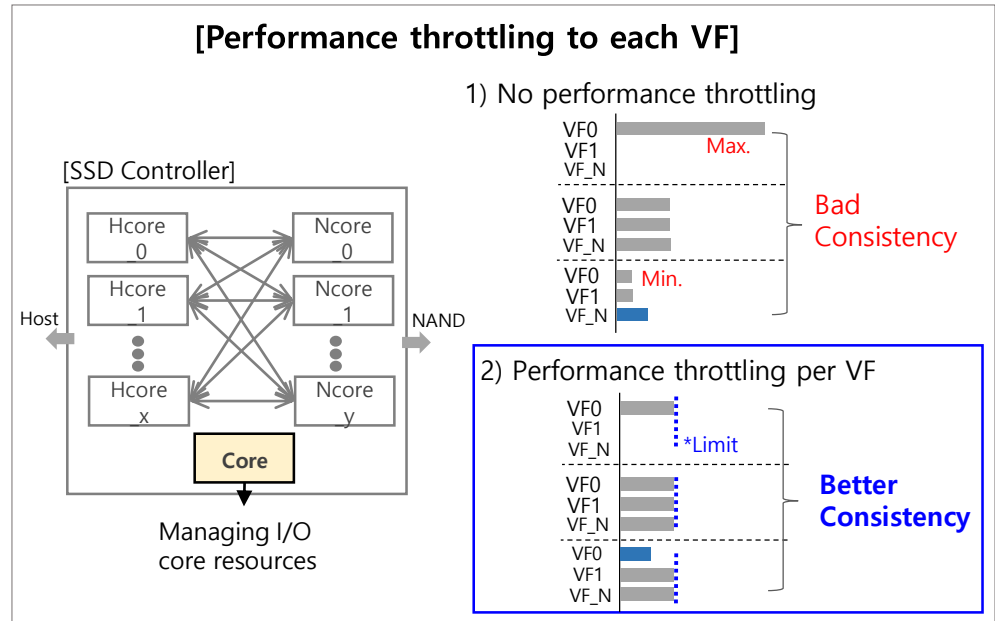 [Performance throttling to each VF]
[SSD Controller]
Hcore
_0
Ncore
_0
Hcore
_1
Ncore
_1
Host
NAND
Hcore
_x
Ncore
_y
Core
Managing I/O
core resources
1) No performance throttling
VF0
Max.
VF1
VF_N
VF0
VF1
VF_N
VF0
Min.
VF1
VF_N
Bad
Consistency
2) Performance throttling per VF
VF0
VF1
*Limit
VF_N
VF0
VF1
VF_N
VF0
VF1
VF_N
Better
Consistency